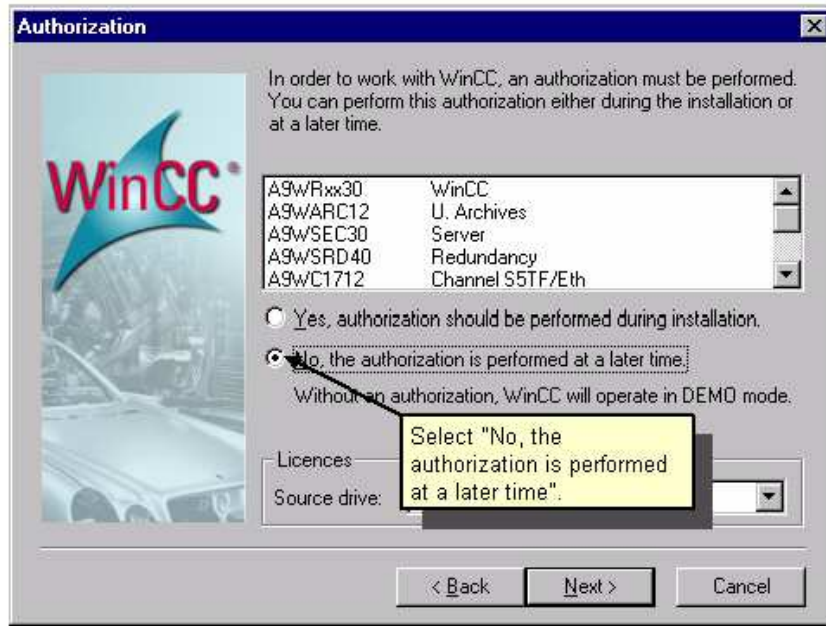 Authorization
WinCC®
In order to work with WinCC, an authorization must be performed.
You can perform this authorization either during the installation or
at a later time.
A9WRxx30 WinCC
A9WARC12 U. Archives
A9WSEC30 Server
A9WSRD40 Redundancy
A9WC1712 Channel S5TF/Eth
Yes, authorization should be performed during installation.
No, the authorization is performed at a later time.
Without an authorization, WinCC will operate in DEMO mode.
Select "No, the
authorization is performed
at a later time".
Licences
Source drive:
< Back Next > Cancel